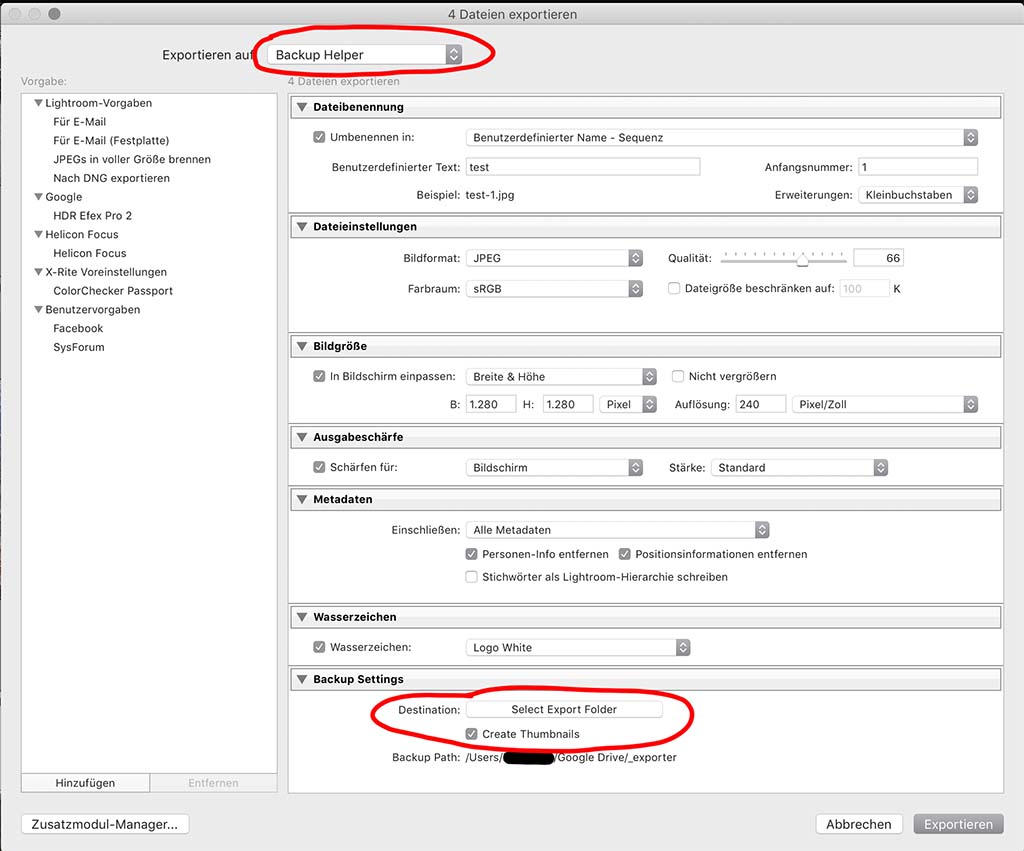 4 Dateien exportieren
Exportieren auf: Backup Helper
Vorgabe:
4 Dateien exportieren
Lightroom-Vorgaben
Für E-Mail
Für E-Mail (Festplatte)
JPEGs in voller Größe brennen
Nach DNG exportieren
Google
HDR Efex Pro 2
Helicon Focus
Helicon Focus
X-Rite Voreinstellungen
ColorChecker Passport
Benutzervorgaben
Facebook
SysForum
Hinzufügen Entfernen
Dateibenennung
Umbenennen in: Benutzerdefinierter Name - Sequenz
Benutzerdefinierter Text: test Anfangsnummer: 1
Beispiel: test-1.jpg Erweiterungen: Kleinbuchstaben
Dateieinstellungen
Bildformat: JPEG Qualität: 66
Farbraum: sRGB Dateigröße beschränken auf: 100 K
Bildgröße
In Bildschirm einpassen: Breite & Höhe Nicht vergrößern
B: 1.280 H: 1.280 Pixel Auflösung: 240 Pixel/Zoll
Ausgabeschärfe
Schärfen für: Bildschirm Stärke: Standard
Metadaten
Einschließen: Alle Metadaten
Personen-Info entfernen Positionsinformationen entfernen
Stichwörter als Lightroom-Hierarchie schreiben
Wasserzeichen
Wasserzeichen: Logo White
Backup Settings
Destination: Select Export Folder
Create Thumbnails
Backup Path: /Users/ /Google Drive/_exporter
Zusatzmodul-Manager... Abbrechen Exportieren